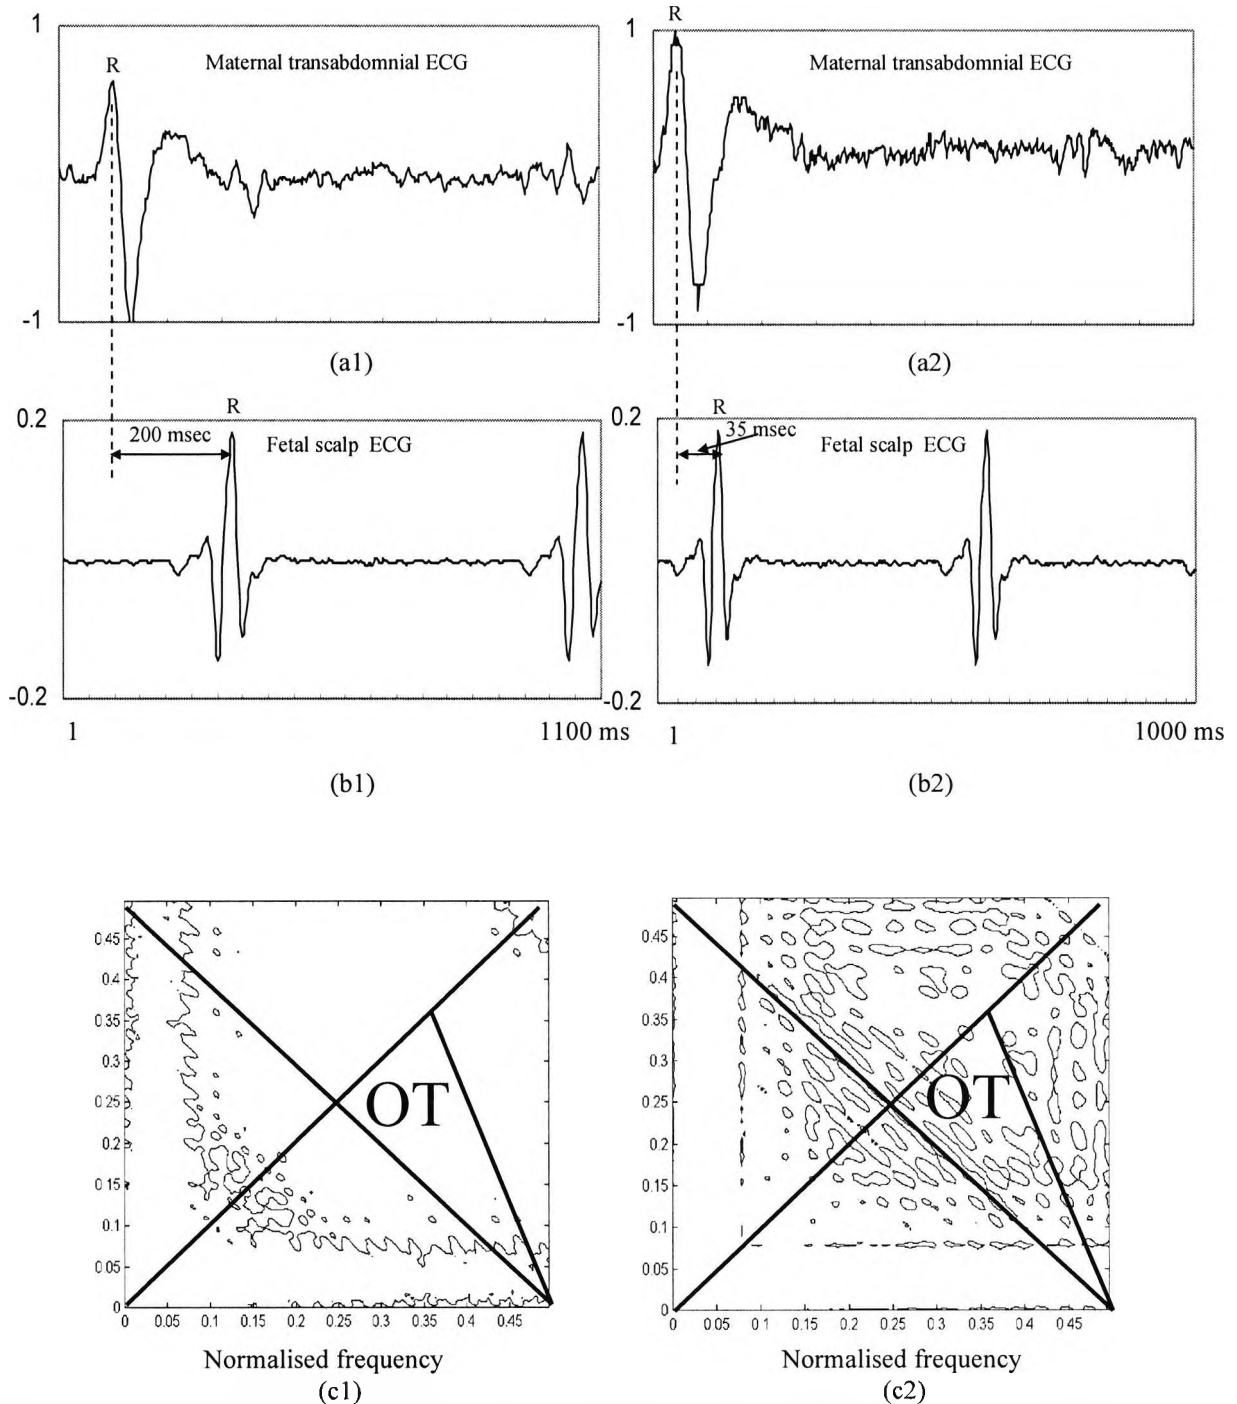 R
1
Maternal transabdomnial ECG
R
-1
(a1)
1
Maternal transabdomnial ECG
-1
(a2)
0.2
R
200 msec
Fetal scalp ECG
-0.2
1
1100 ms
(b1)
0.2
R
35 msec
Fetal scalp ECG
-0.2
1
1000 ms
(b2)
0.45
0.4
0.35
0.3
0.25
0.2
0.15
0.1
0.05
0
OT
0 0.05 0.1 0.15 0.2 0.25 0.3 0.35 0.4 0.45
Normalised frequency
(c1)
0.45
0.4
0.35
0.3
0.25
0.2
0.15
0.1
0.05
0
OT
0 0.05 0.1 0.15 0.2 0.25 0.3 0.35 0.4 0.45
Normalised frequency
(c2)